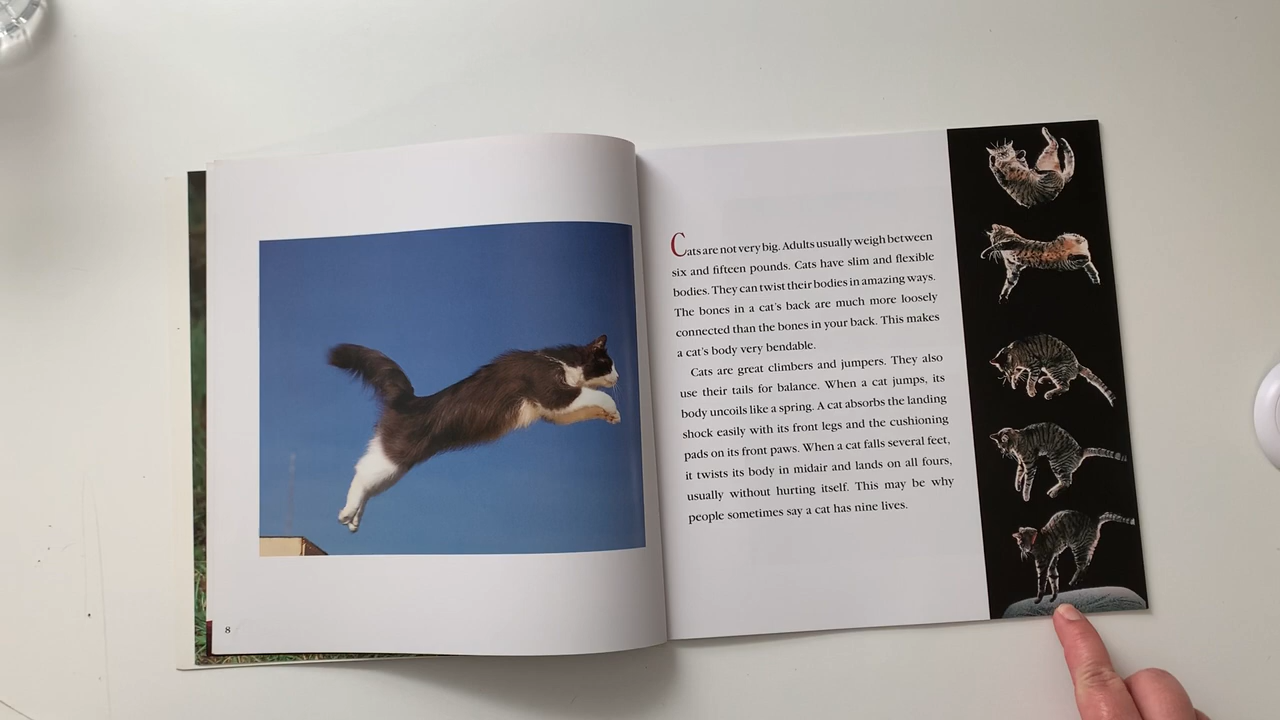 Cats are not very big. Adults usually weigh between
six and fifteen pounds. Cats have slim and flexible
bodies. They can twist their bodies in amazing ways.
The bones in a cat's back are much more loosely
connected than the bones in your back. This makes
a cat's body very bendable.
Cats are great climbers and jumpers. They also
use their tails for balance. When a cat jumps, its
body uncoils like a spring. A cat absorbs the landing
shock easily with its front legs and the cushioning
pads on its front paws. When a cat falls several feet,
it twists its body in midair and lands on all fours,
usually without hurting itself. This may be why
people sometimes say a cat has nine lives.
8